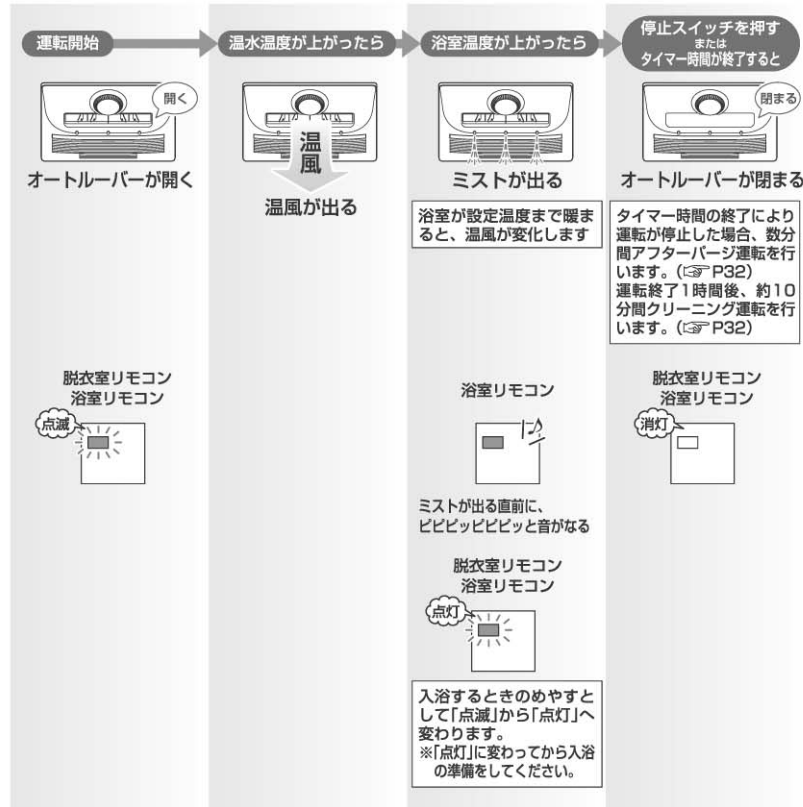 運転開始
温水温度が上がったら
浴室温度が上がったら
停止スイッチを押す
または
タイマー時間が終了すると
開く
オートルーバーが開く
温風
温風が出る
ミストが出る
閉まる
オートルーバーが閉まる
浴室が設定温度まで暖ま
ると、温風が変化します
タイマー時間の終了により
運転が停止した場合、数分
間アフターパージ運転を行
います。(☞P32)
運転終了1時間後、約10
分間クリーニング運転を行
います。(☞P32)
脱衣室リモコン
浴室リモコン
点滅
浴室リモコン
ミストが出る直前に、
ピピピッピピピッと音がなる
脱衣室リモコン
浴室リモコン
点灯
入浴するときのめやすと
して「点滅」から「点灯」へ
変わります。
※「点灯」に変わってから入浴
の準備をしてください。
脱衣室リモコン
浴室リモコン
消灯